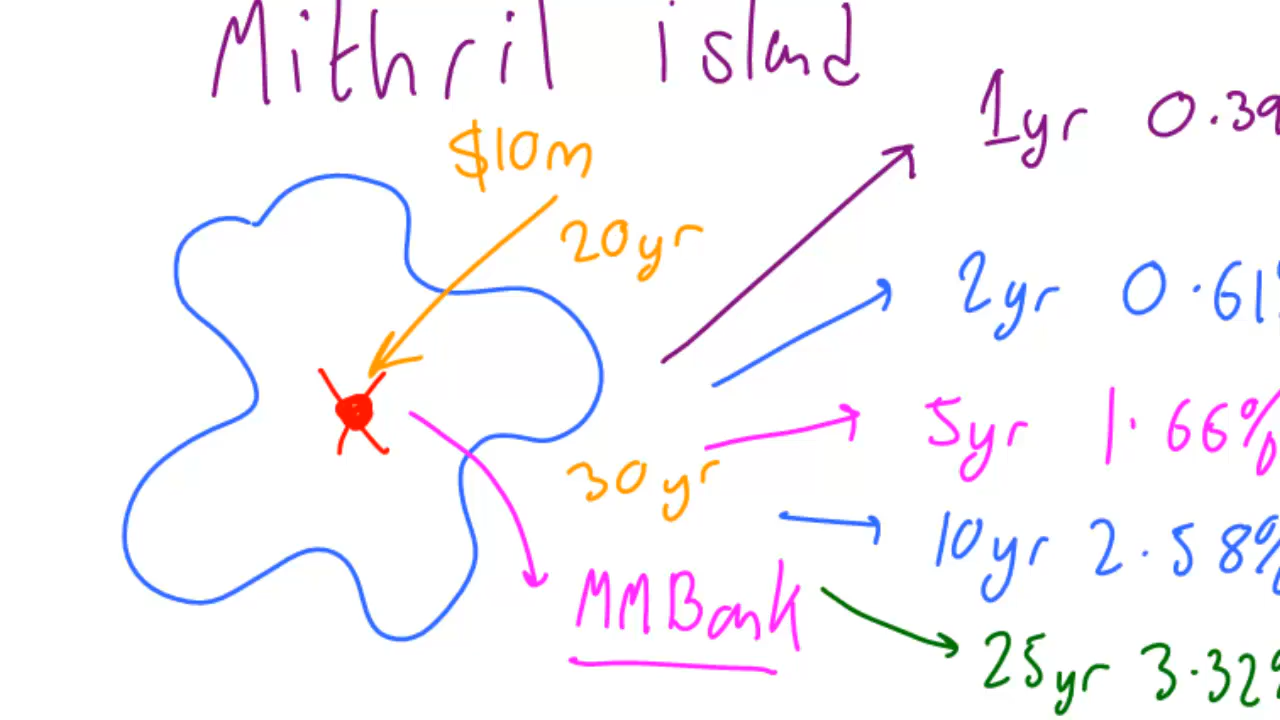 Mithril island
$10m
20yr
30yr
MMBank
1yr 0.39
2yr 0.61%
5yr 1.66%
10yr 2.58%
25yr 3.32%